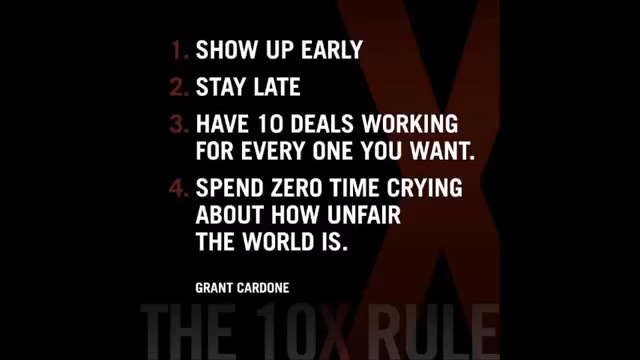 1. SHOW UP EARLY
2. STAY LATE
3. HAVE 10 DEALS WORKING
FOR EVERY ONE YOU WANT.
4. SPEND ZERO TIME CRYING
ABOUT HOW UNFAIR
THE WORLD IS.
GRANT CARDONE
THE 10X RULE